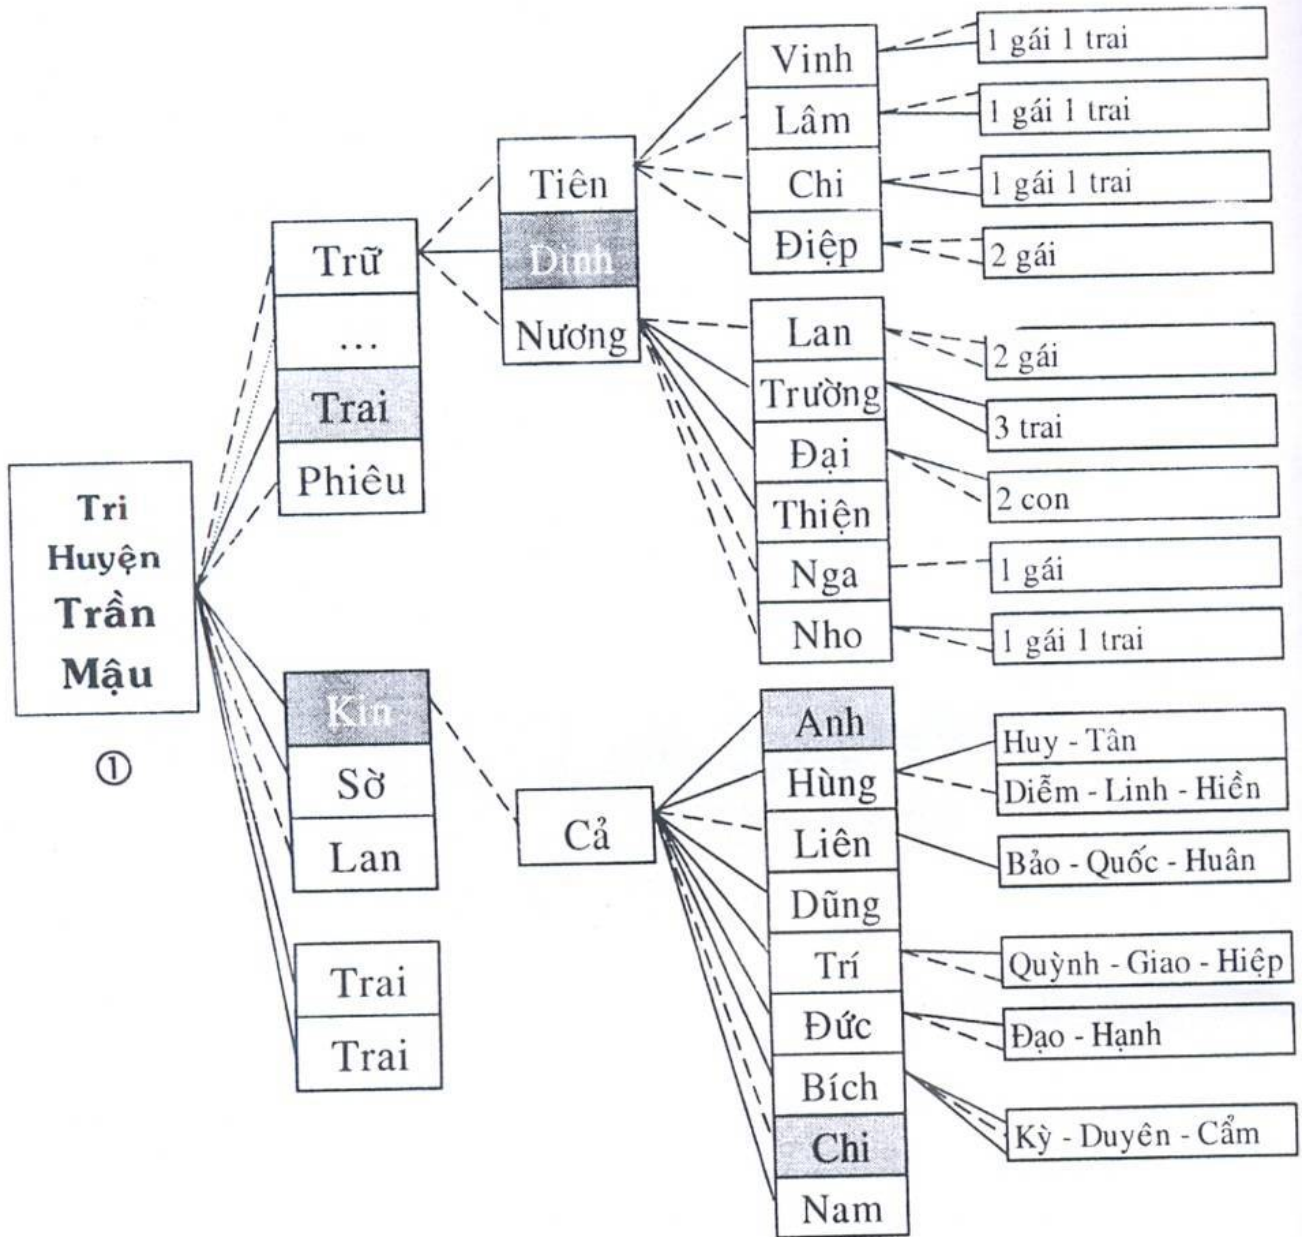 Tri
Huyện
Trần
Mậu
①
Trữ
...
Trai
Phiêu
Kin
Sờ
Lan
Trai
Trai
Tiên
Dinh
Nương
Cả
Vinh
Lâm
Chi
Điệp
Lan
Trường
Đại
Thiện
Nga
Nho
Anh
Hùng
Liên
Dũng
Trí
Đức
Bích
Chi
Nam
1 gái 1 trai
1 gái 1 trai
1 gái 1 trai
2 gái
2 gái
3 trai
2 con
1 gái
1 gái 1 trai
Huy - Tân
Diễm - Linh - Hiền
Bảo - Quốc - Huân
Quỳnh - Giao - Hiệp
Đạo - Hạnh
Kỳ - Duyên - Cẩm